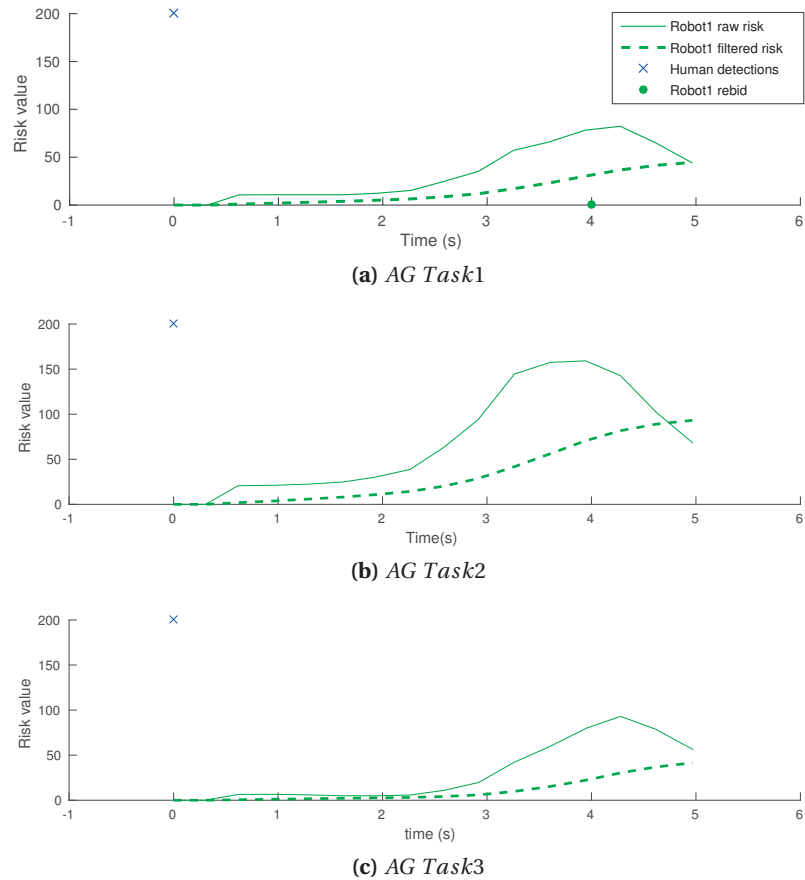 200
150
100
50
0
Risk value
-1 0 1 2 3 4 5 6
Time (s)
Robot1 raw risk
Robot1 filtered risk
Human detections
Robot1 rebid
(a) AG Task1
200
150
100
50
0
Risk value
-1 0 1 2 3 4 5 6
Time(s)
(b) AG Task2
200
150
100
50
0
Risk value
-1 0 1 2 3 4 5 6
time (s)
(c) AG Task3